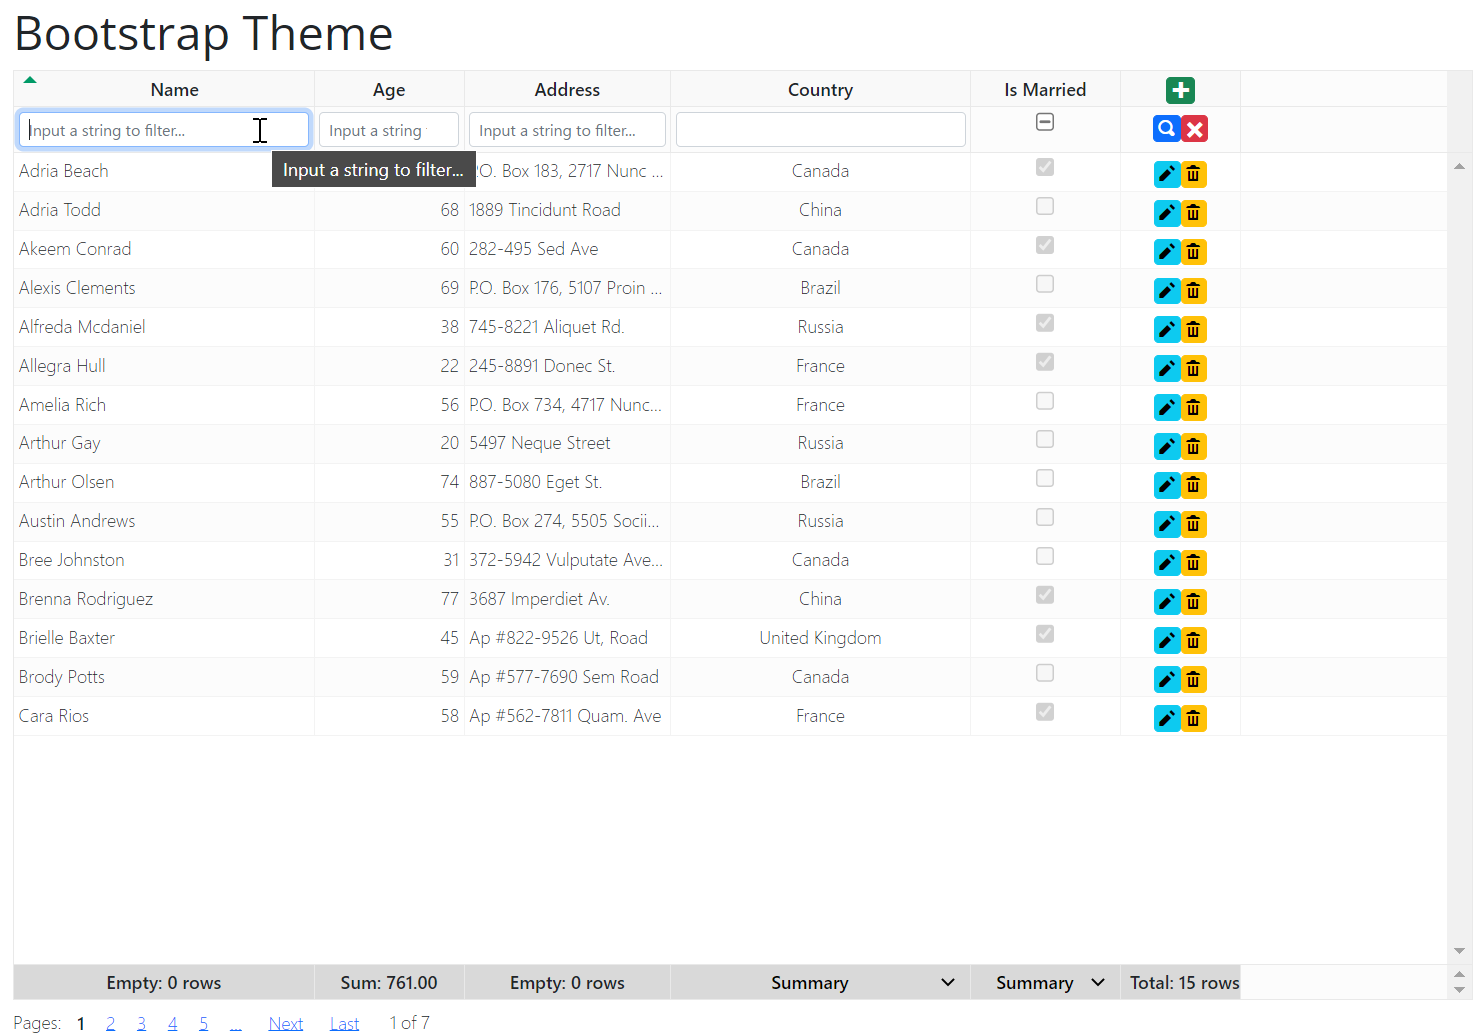 Bootstrap Theme
Name Age Address Country Is Married
Input a string to filter... Input a string Input a string to filter...
Input a string to filter...
Adria Beach .O. Box 183, 2717 Nunc ... Canada
Adria Todd 68 1889 Tincidunt Road China
Akeem Conrad 60 282-495 Sed Ave Canada
Alexis Clements 69 P.O. Box 176, 5107 Proin ... Brazil
Alfreda Mcdaniel 38 745-8221 Aliquet Rd. Russia
Allegra Hull 22 245-8891 Donec St. France
Amelia Rich 56 P.O. Box 734, 4717 Nunc... France
Arthur Gay 20 5497 Neque Street Russia
Arthur Olsen 74 887-5080 Eget St. Brazil
Austin Andrews 55 P.O. Box 274, 5505 Socii... Russia
Bree Johnston 31 372-5942 Vulputate Ave... Canada
Brenna Rodriguez 77 3687 Imperdiet Av. China
Brielle Baxter 45 Ap #822-9526 Ut, Road United Kingdom
Brody Potts 59 Ap #577-7690 Sem Road Canada
Cara Rios 58 Ap #562-7811 Quam. Ave France
Empty: 0 rows Sum: 761.00 Empty: 0 rows Summary Summary Total: 15 rows
Pages: 1 2 3 4 5 ... Next Last 1 of 7